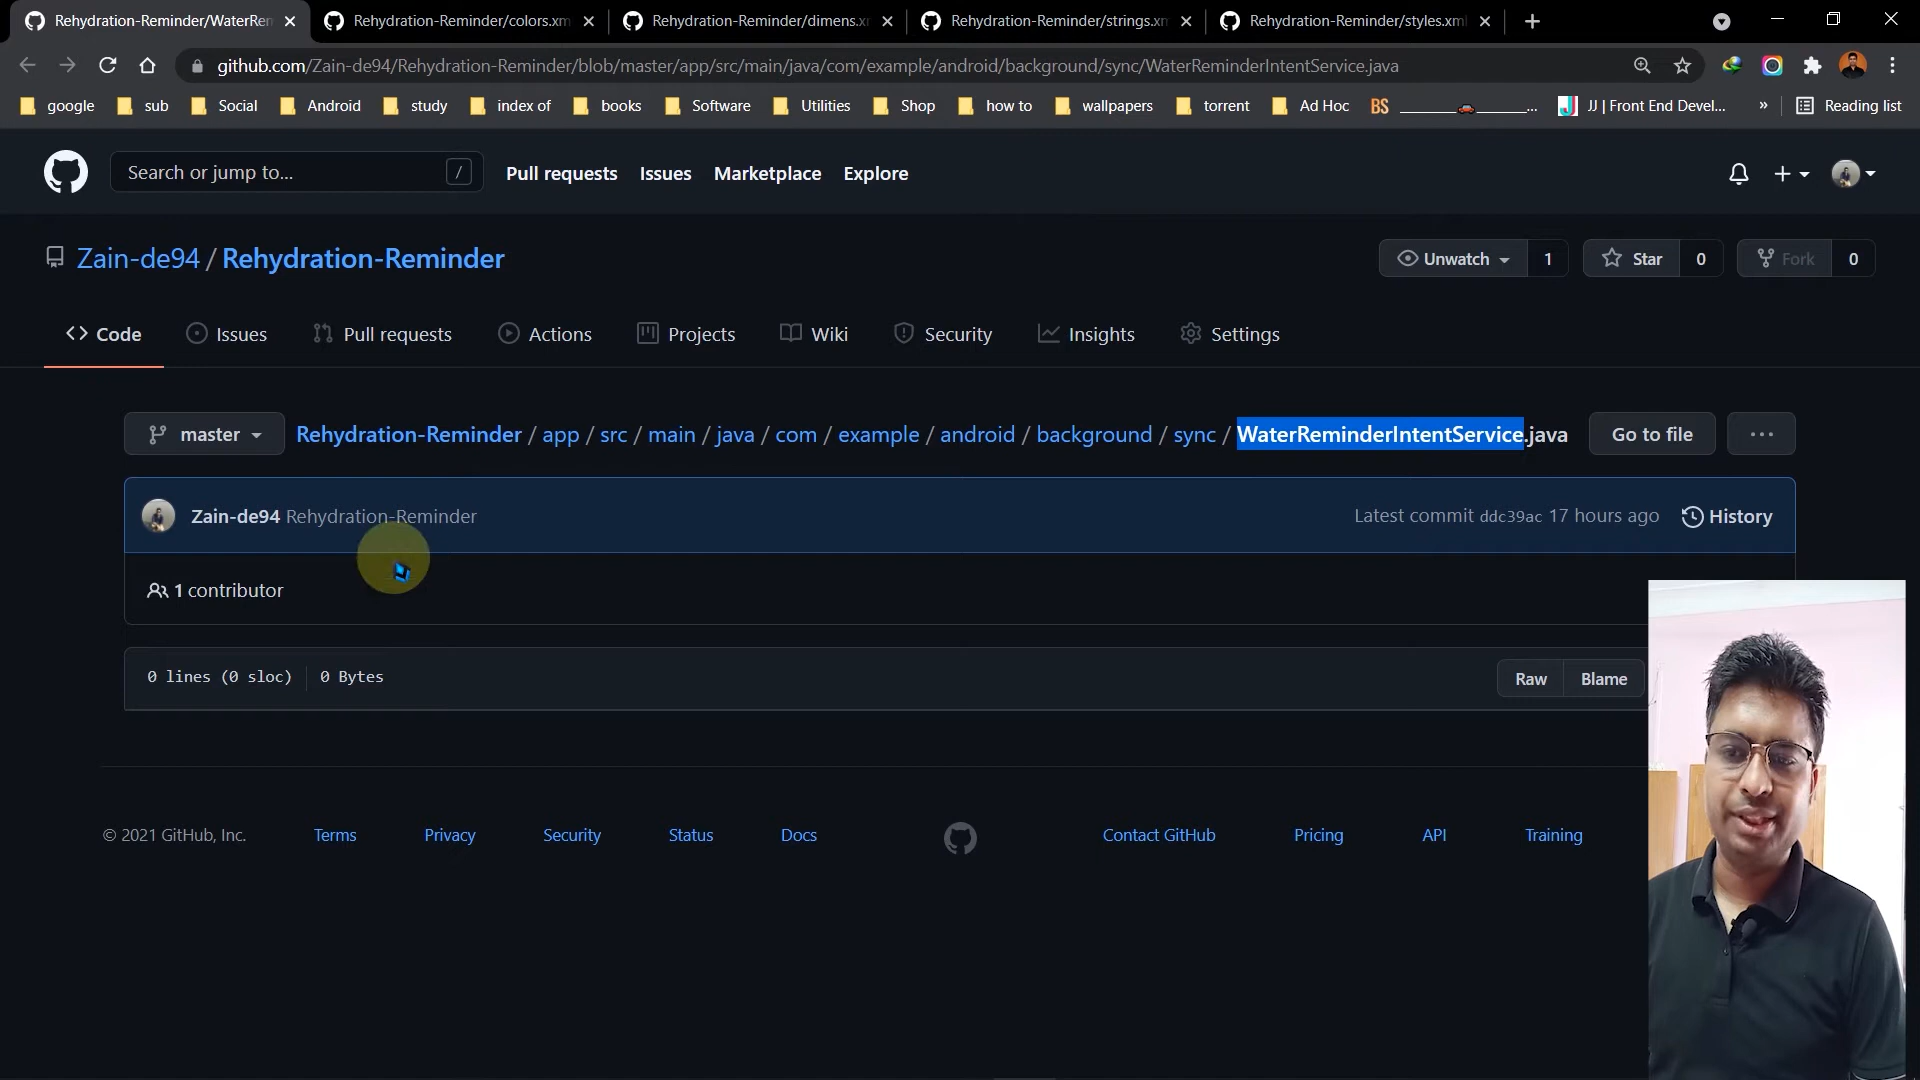 Rehydration-Reminder/WaterRem
Rehydration-Reminder/colors.xm
Rehydration-Reminder/dimens.x
Rehydration-Reminder/strings.xm
Rehydration-Reminder/styles.xml
github.com/Zain-de94/Rehydration-Reminder/blob/master/app/src/main/java/com/example/android/background/sync/WaterReminderIntentService.java
google sub Social Android study index of books Software Utilities Shop how to wallpapers torrent Ad Hoc BS ________ ______... JJ | Front End Devel... » Reading list
Search or jump to... / Pull requests Issues Marketplace Explore
Zain-de94 / Rehydration-Reminder
Unwatch 1 Star 0 Fork 0
Code Issues Pull requests Actions Projects Wiki Security Insights Settings
master Rehydration-Reminder / app / src / main / java / com / example / android / background / sync / WaterReminderIntentService.java Go to file ...
Zain-de94 Rehydration-Reminder Latest commit ddc39ac 17 hours ago History
1 contributor
0 lines (0 sloc) 0 Bytes Raw Blame
© 2021 GitHub, Inc. Terms Privacy Security Status Docs Contact GitHub Pricing API Training